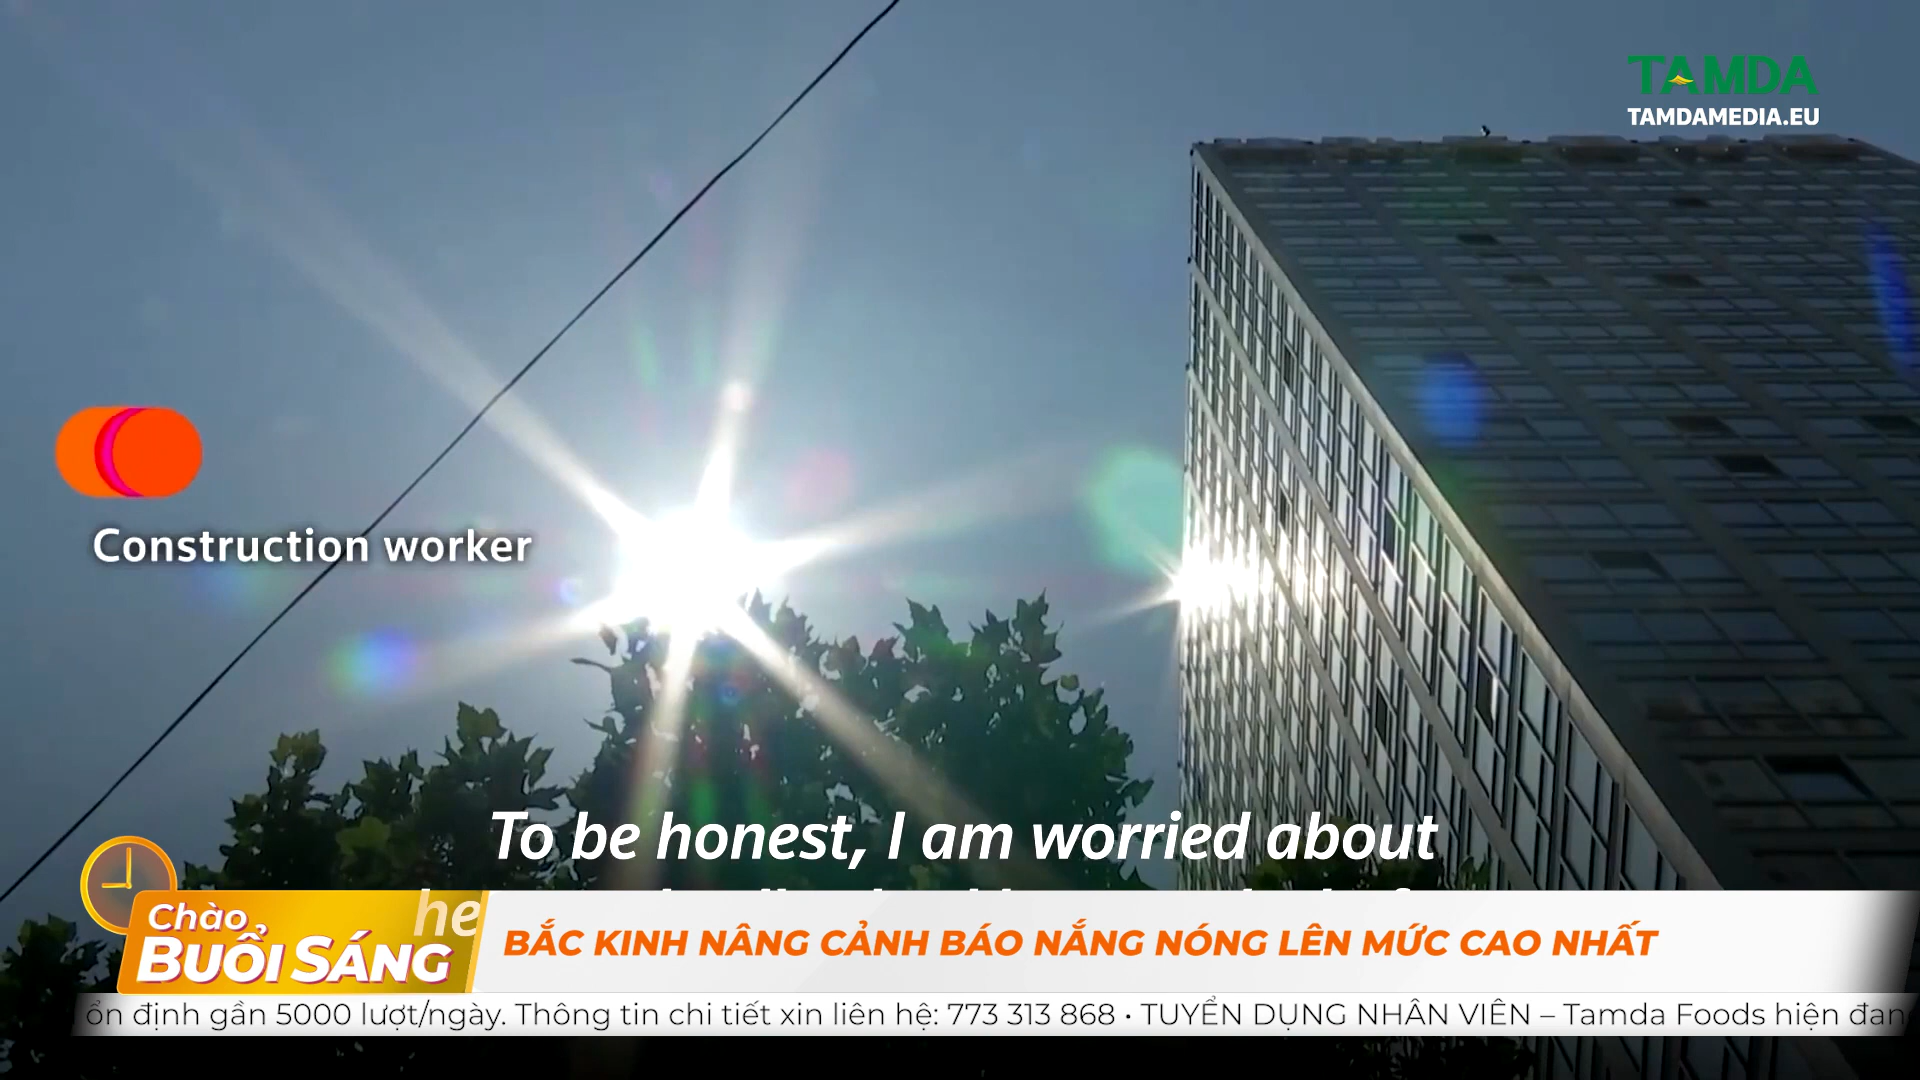 TAMDA
TAMDAMEDIA.EU
Construction worker
To be honest, I am worried about
he
Chào
BUỔI SÁNG
BẮC KINH NÂNG CẢNH BÁO NẮNG NÓNG LÊN MỨC CAO NHẤT
ổn định gần 5000 lượt/ngày. Thông tin chi tiết xin liên hệ: 773 313 868 • TUYỂN DỤNG NHÂN VIÊN – Tamda Foods hiện đan